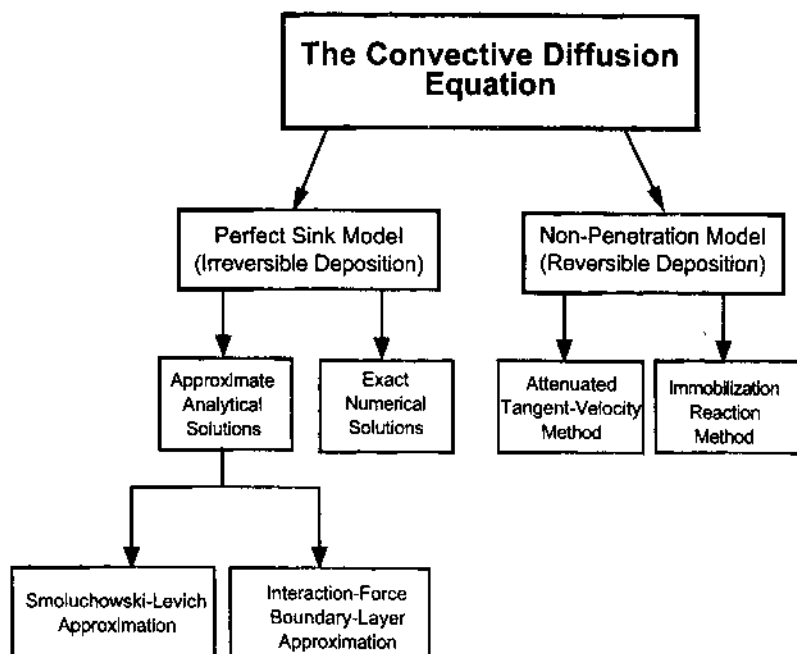 The Convective Diffusion
Equation
Perfect Sink Model
(Irreversible Deposition)
Non-Penetration Model
(Reversible Deposition)
Approximate
Analytical
Solutions
Exact
Numerical
Solutions
Attenuated
Tangent-Velocity
Method
Immobilization
Reaction
Method
Smoluchowski-Levich
Approximation
Interaction-Force
Boundary-Layer
Approximation